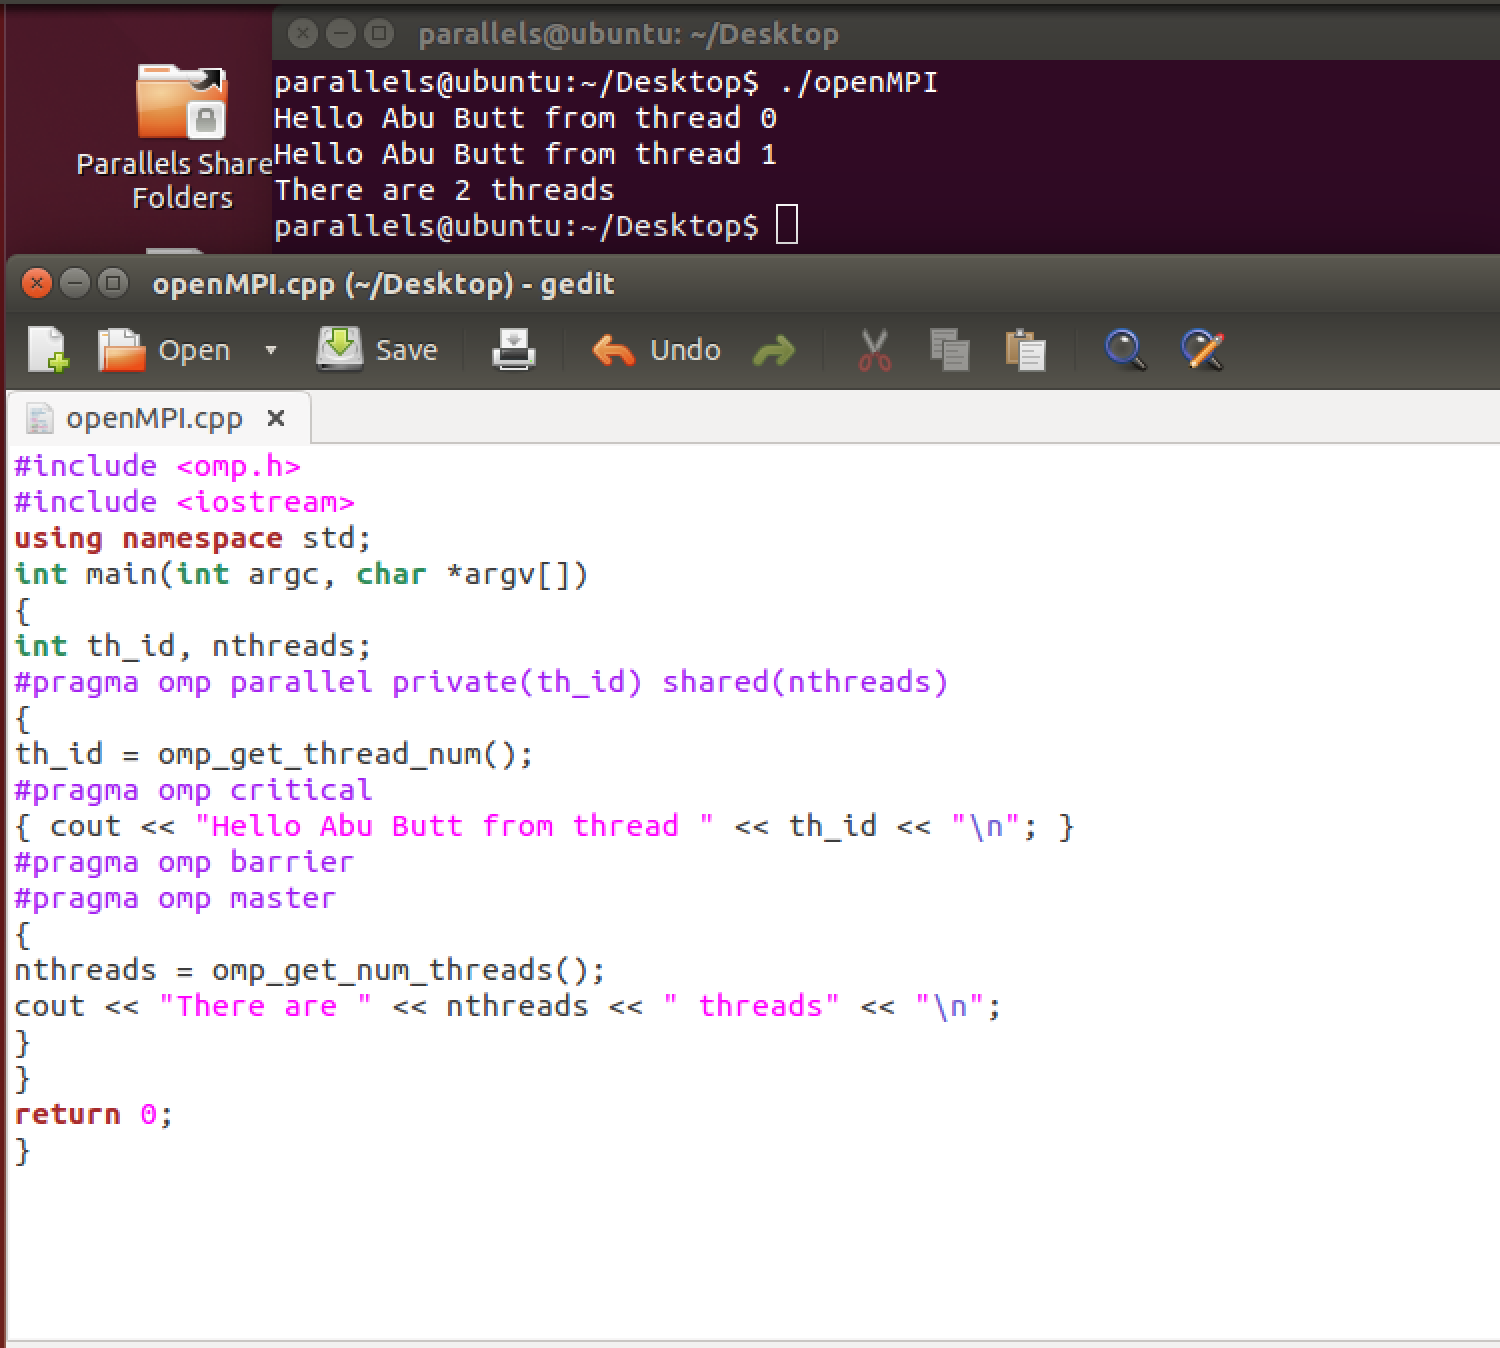 parallels@ubuntu: ~/Desktop
parallels@ubuntu:~/Desktop$ ./openMPI
Hello Abu Butt from thread 0
Hello Abu Butt from thread 1
There are 2 threads
parallels@ubuntu:~/Desktop$
Parallels Share
Folders
openMPI.cpp (~/Desktop) - gedit
Open Save Undo
openMPI.cpp
#include <omp.h>
#include <iostream>
using namespace std;
int main(int argc, char *argv[])
{
int th_id, nthreads;
#pragma omp parallel private(th_id) shared(nthreads)
{
th_id = omp_get_thread_num();
#pragma omp critical
{ cout << "Hello Abu Butt from thread " << th_id << "\n"; }
#pragma omp barrier
#pragma omp master
{
nthreads = omp_get_num_threads();
cout << "There are " << nthreads << " threads" << "\n";
}
}
return 0;
}